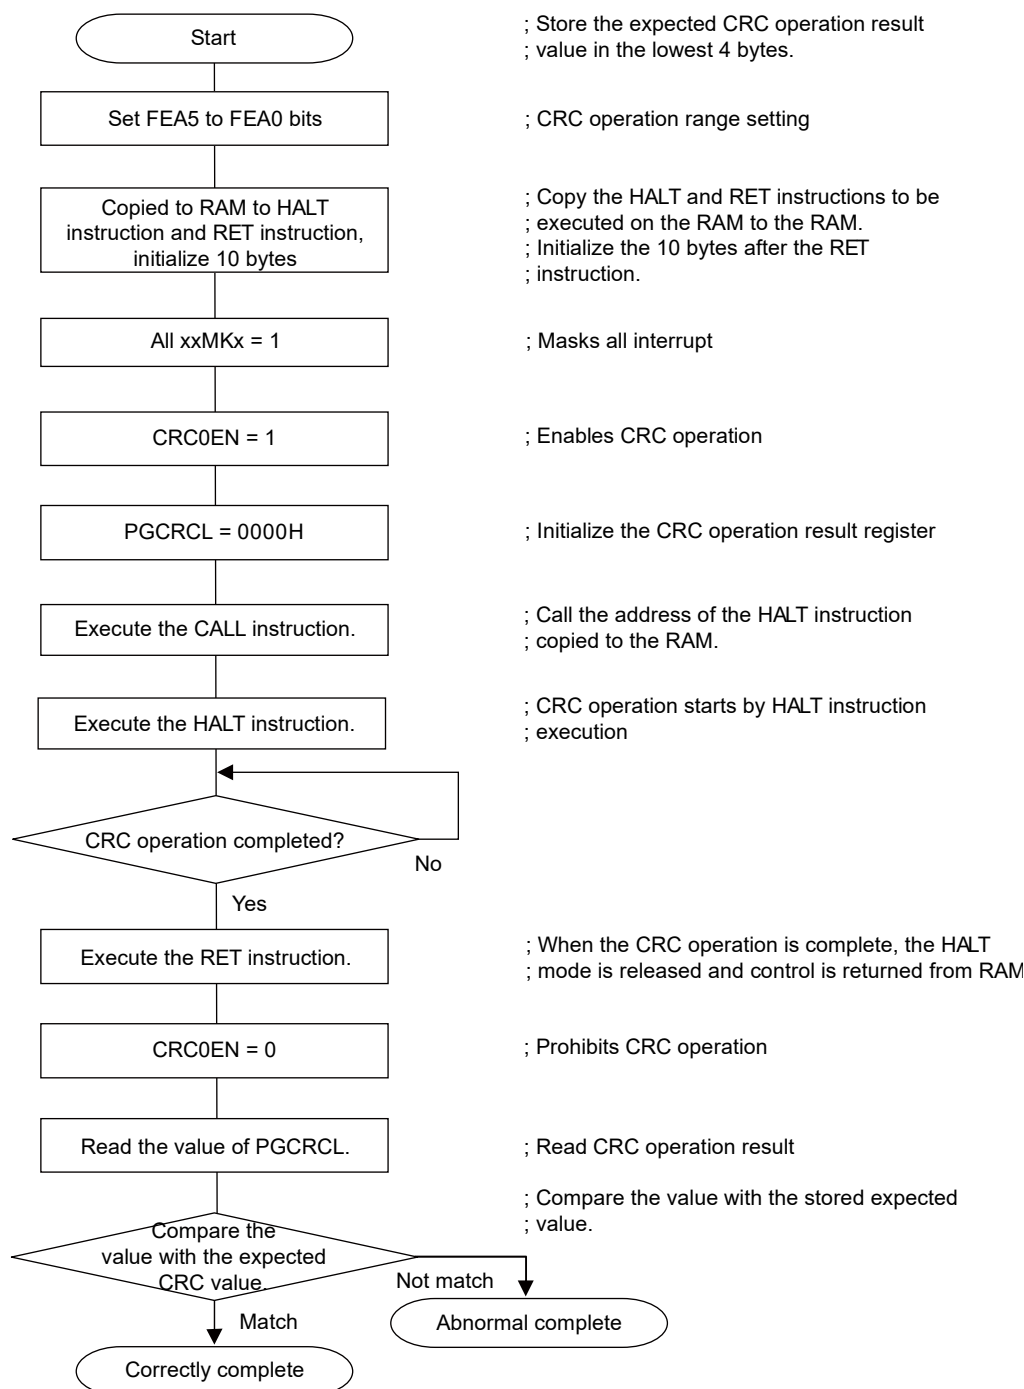 Start
; Store the expected CRC operation result
; value in the lowest 4 bytes.
Set FEA5 to FEA0 bits
; CRC operation range setting
Copied to RAM to HALT
instruction and RET instruction,
initialize 10 bytes
; Copy the HALT and RET instructions to be
; executed on the RAM to the RAM.
; Initialize the 10 bytes after the RET
; instruction.
All xxMKx = 1
; Masks all interrupt
CRC0EN = 1
; Enables CRC operation
PGCRCL = 0000H
; Initialize the CRC operation result register
Execute the CALL instruction.
; Call the address of the HALT instruction
; copied to the RAM.
Execute the HALT instruction.
; CRC operation starts by HALT instruction
; execution
CRC operation completed?
No
Yes
Execute the RET instruction.
; When the CRC operation is complete, the HALT
; mode is released and control is returned from RAM
CRC0EN = 0
; Prohibits CRC operation
Read the value of PGCRCL.
; Read CRC operation result
; Compare the value with the stored expected
; value.
Compare the
value with the expected
CRC value.
Not match
Match
Abnormal complete
Correctly complete